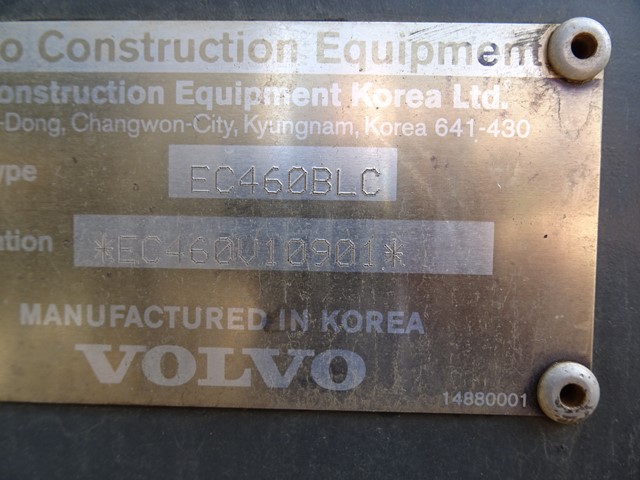 o Construction Equipment
onstruction Equipment Korea Ltd.
-Dong, Changwon-City, Kyungnam, Korea 641-430
ype
EC460BLC
ation
*EC460V10901*
MANUFACTURED IN KOREA
VOLVO
14880001